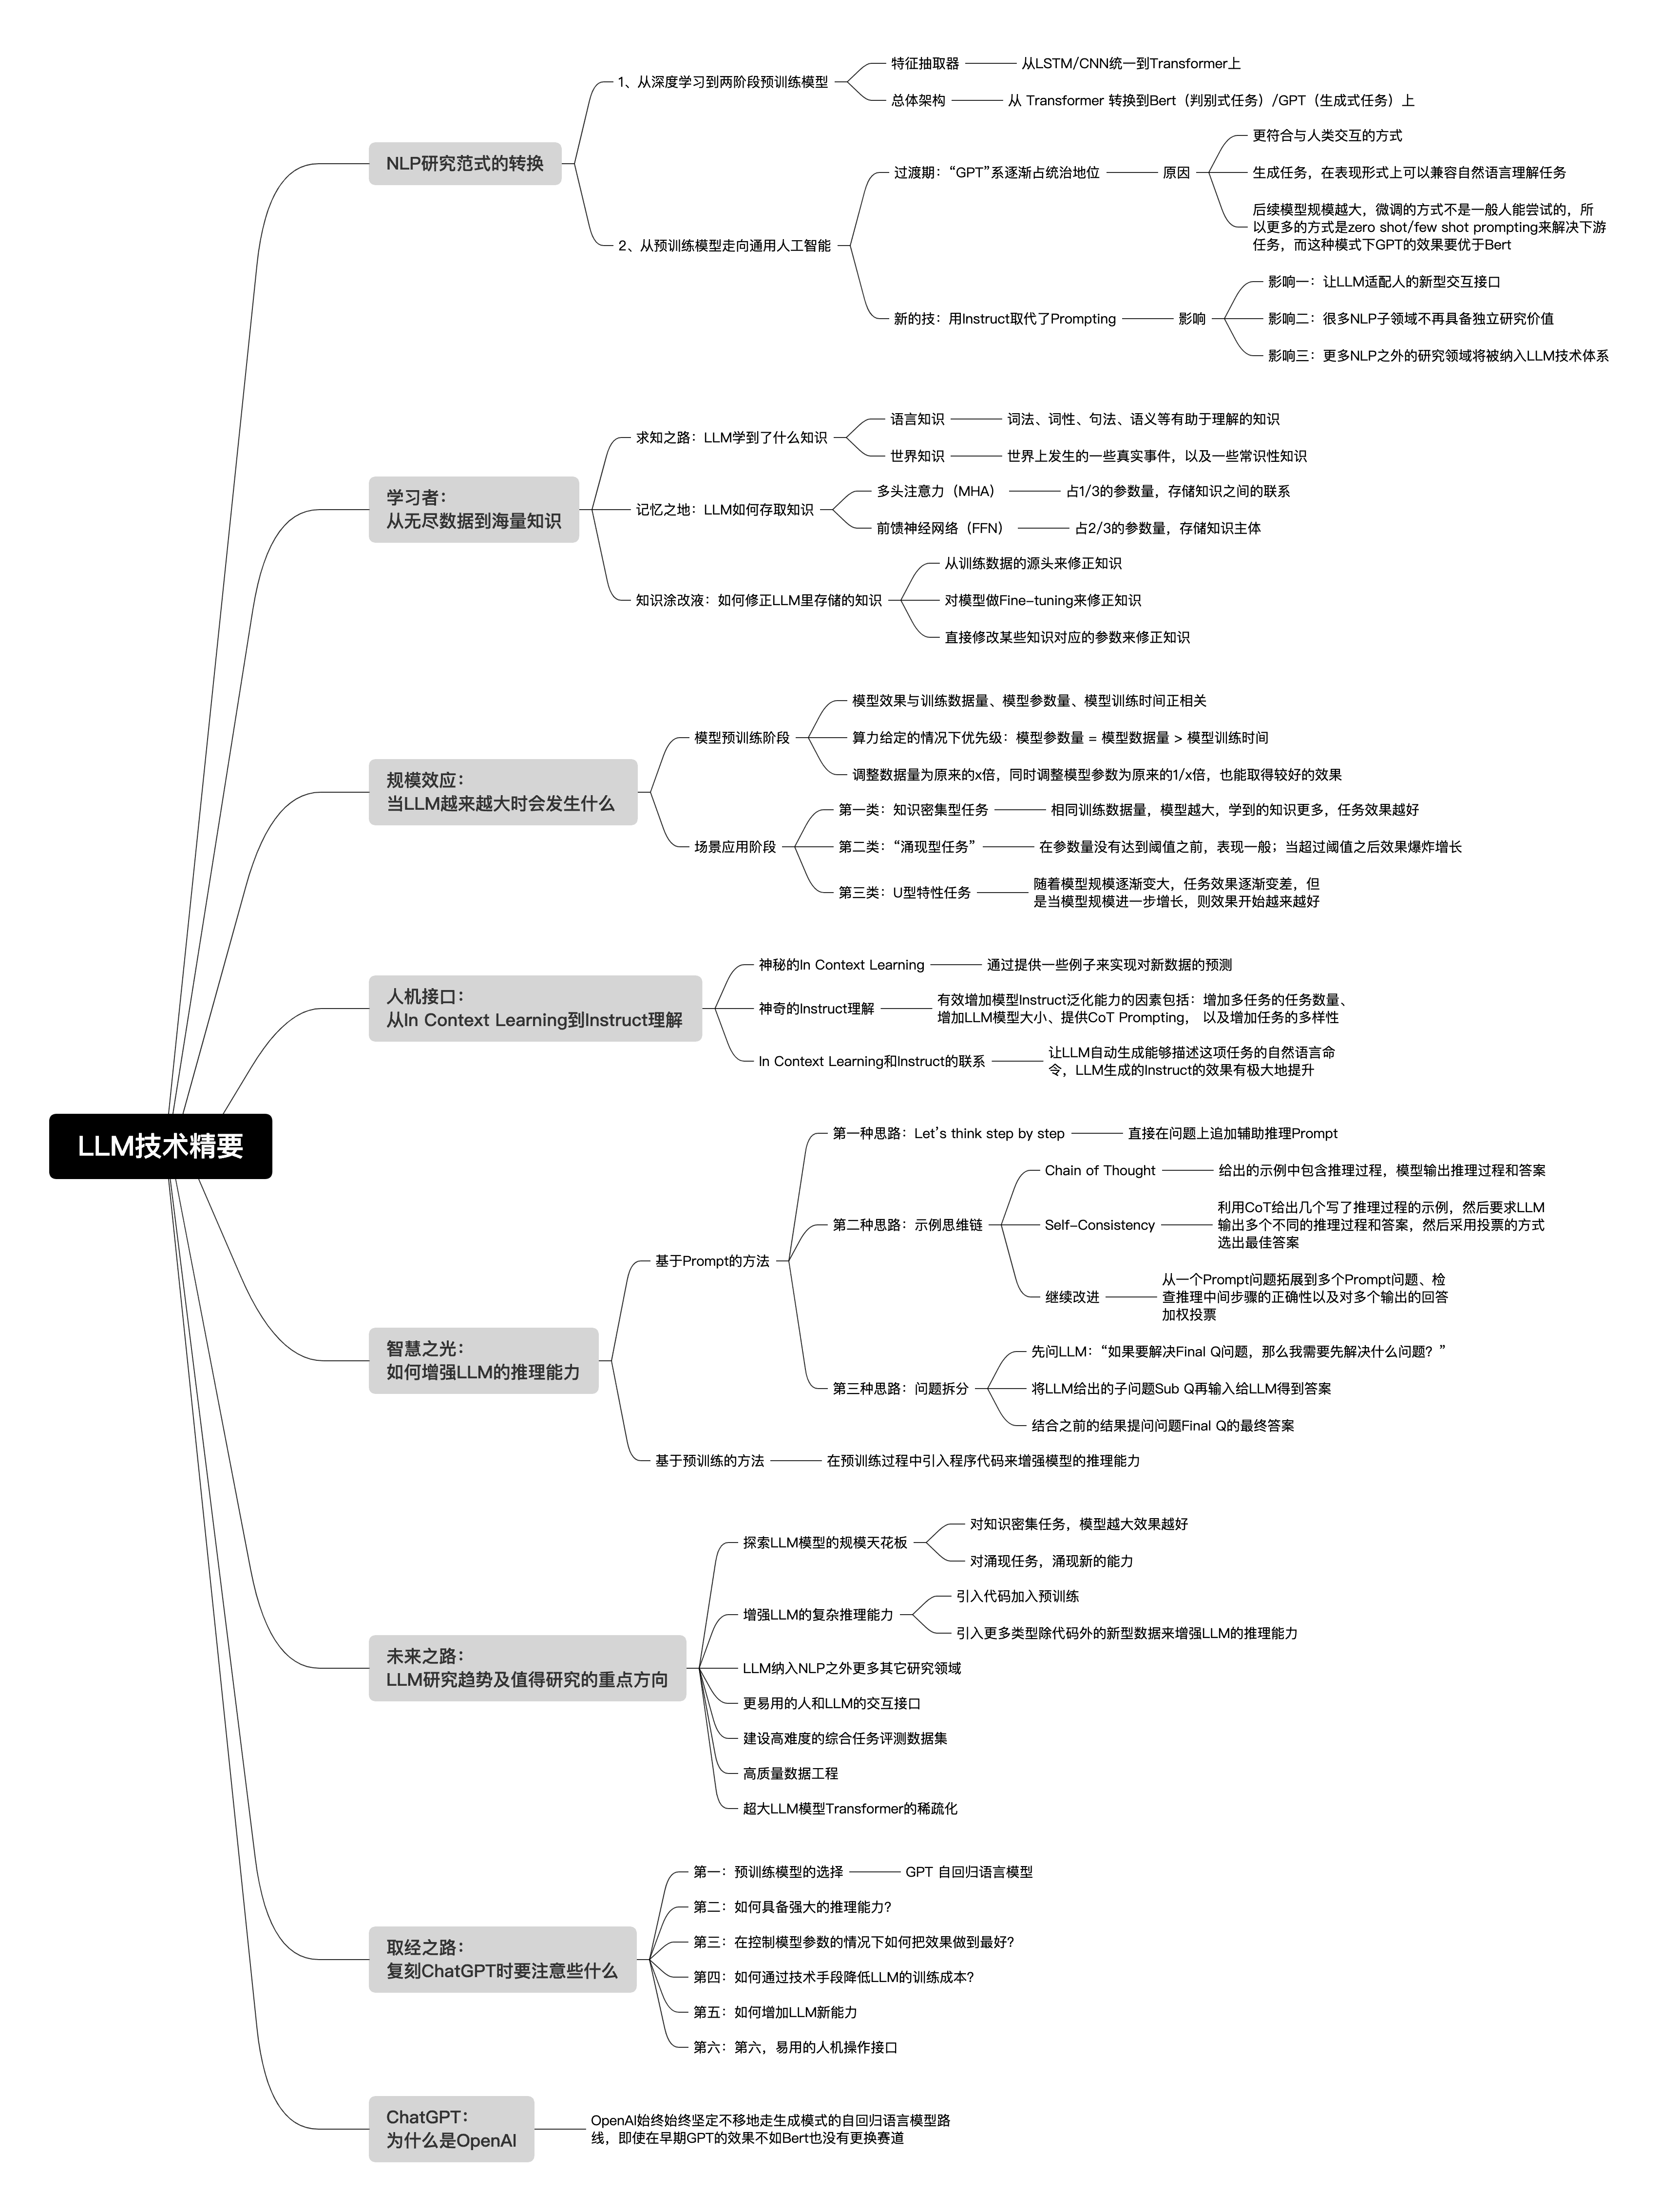 LLM技术精要
NLP研究范式的转换
1、从深度学习到两阶段预训练模型
特征抽取器
从LSTM/CNN统一到Transformer上
总体架构
从 Transformer 转换到Bert（判别式任务）/GPT（生成式任务）上
2、从预训练模型走向通用人工智能
过渡期：“GPT”系逐渐占统治地位
原因
更符合与人类交互的方式
生成任务，在表现形式上可以兼容自然语言理解任务
后续模型规模越大，微调的方式不是一般人能尝试的，所
以更多的方式是zero shot/few shot prompting来解决下游
任务，而这种模式下GPT的效果要优于Bert
新的技：用Instruct取代了Prompting
影响
影响一：让LLM适配人的新型交互接口
影响二：很多NLP子领域不再具备独立研究价值
影响三：更多NLP之外的研究领域将被纳入LLM技术体系
学习者：
从无尽数据到海量知识
求知之路：LLM学到了什么知识
语言知识
词法、词性、句法、语义等有助于理解的知识
世界知识
世界上发生的一些真实事件，以及一些常识性知识
记忆之地：LLM如何存取知识
多头注意力（MHA）
占1/3的参数量，存储知识之间的联系
前馈神经网络（FFN）
占2/3的参数量，存储知识主体
知识涂改液：如何修正LLM里存储的知识
从训练数据的源头来修正知识
对模型做Fine-tuning来修正知识
直接修改某些知识对应的参数来修正知识
规模效应：
当LLM越来越大时会发生什么
模型预训练阶段
模型效果与训练数据量、模型参数量、模型训练时间正相关
算力给定的情况下优先级：模型参数量 = 模型数据量 > 模型训练时间
调整数据量为原来的x倍，同时调整模型参数为原来的1/x倍，也能取得较好的效果
场景应用阶段
第一类：知识密集型任务
相同训练数据量，模型越大，学到的知识更多，任务效果越好
第二类：“涌现型任务”
在参数量没有达到阈值之前，表现一般；当超过阈值之后效果爆炸增长
第三类：U型特性任务
随着模型规模逐渐变大，任务效果逐渐变差，但
是当模型规模进一步增长，则效果开始越来越好
人机接口：
从In Context Learning到Instruct理解
神秘的In Context Learning
通过提供一些例子来实现对新数据的预测
神奇的Instruct理解
有效增加模型Instruct泛化能力的因素包括：增加多任务的任务数量、
增加LLM模型大小、提供CoT Prompting， 以及增加任务的多样性
In Context Learning和Instruct的联系
让LLM自动生成能够描述这项任务的自然语言命
令，LLM生成的Instruct的效果有极大地提升
智慧之光：
如何增强LLM的推理能力
基于Prompt的方法
第一种思路：Let’s think step by step
直接在问题上追加辅助推理Prompt
第二种思路：示例思维链
Chain of Thought
给出的示例中包含推理过程，模型输出推理过程和答案
Self-Consistency
利用CoT给出几个写了推理过程的示例，然后要求LLM
输出多个不同的推理过程和答案，然后采用投票的方式
选出最佳答案
继续改进
从一个Prompt问题拓展到多个Prompt问题、检
查推理中间步骤的正确性以及对多个输出的回答
加权投票
第三种思路：问题拆分
先问LLM：“如果要解决Final Q问题，那么我需要先解决什么问题？”
将LLM给出的子问题Sub Q再输入给LLM得到答案
结合之前的结果提问问题Final Q的最终答案
基于预训练的方法
在预训练过程中引入程序代码来增强模型的推理能力
未来之路：
LLM研究趋势及值得研究的重点方向
探索LLM模型的规模天花板
对知识密集任务，模型越大效果越好
对涌现任务，涌现新的能力
增强LLM的复杂推理能力
引入代码加入预训练
引入更多类型除代码外的新型数据来增强LLM的推理能力
LLM纳入NLP之外更多其它研究领域
更易用的人和LLM的交互接口
建设高难度的综合任务评测数据集
高质量数据工程
超大LLM模型Transformer的稀疏化
取经之路：
复刻ChatGPT时要注意些什么
第一：预训练模型的选择
GPT 自回归语言模型
第二：如何具备强大的推理能力？
第三：在控制模型参数的情况下如何把效果做到最好？
第四：如何通过技术手段降低LLM的训练成本？
第五：如何增加LLM新能力
第六：第六，易用的人机操作接口
ChatGPT：
为什么是OpenAI
OpenAI始终始终坚定不移地走生成模式的自回归语言模型路
线，即使在早期GPT的效果不如Bert也没有更换赛道